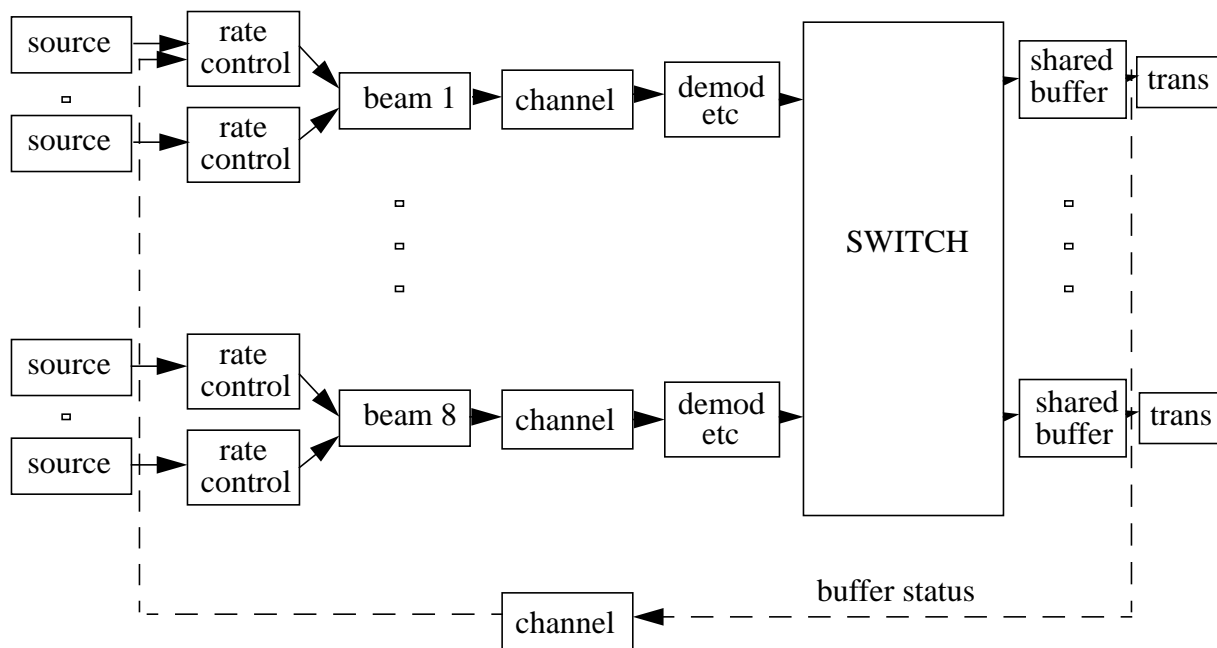 source
rate
control
beam 1
channel
demod
etc
shared
buffer
trans
source
rate
control
SWITCH
source
rate
control
beam 8
channel
demod
etc
shared
buffer
trans
source
rate
control
buffer status
channel